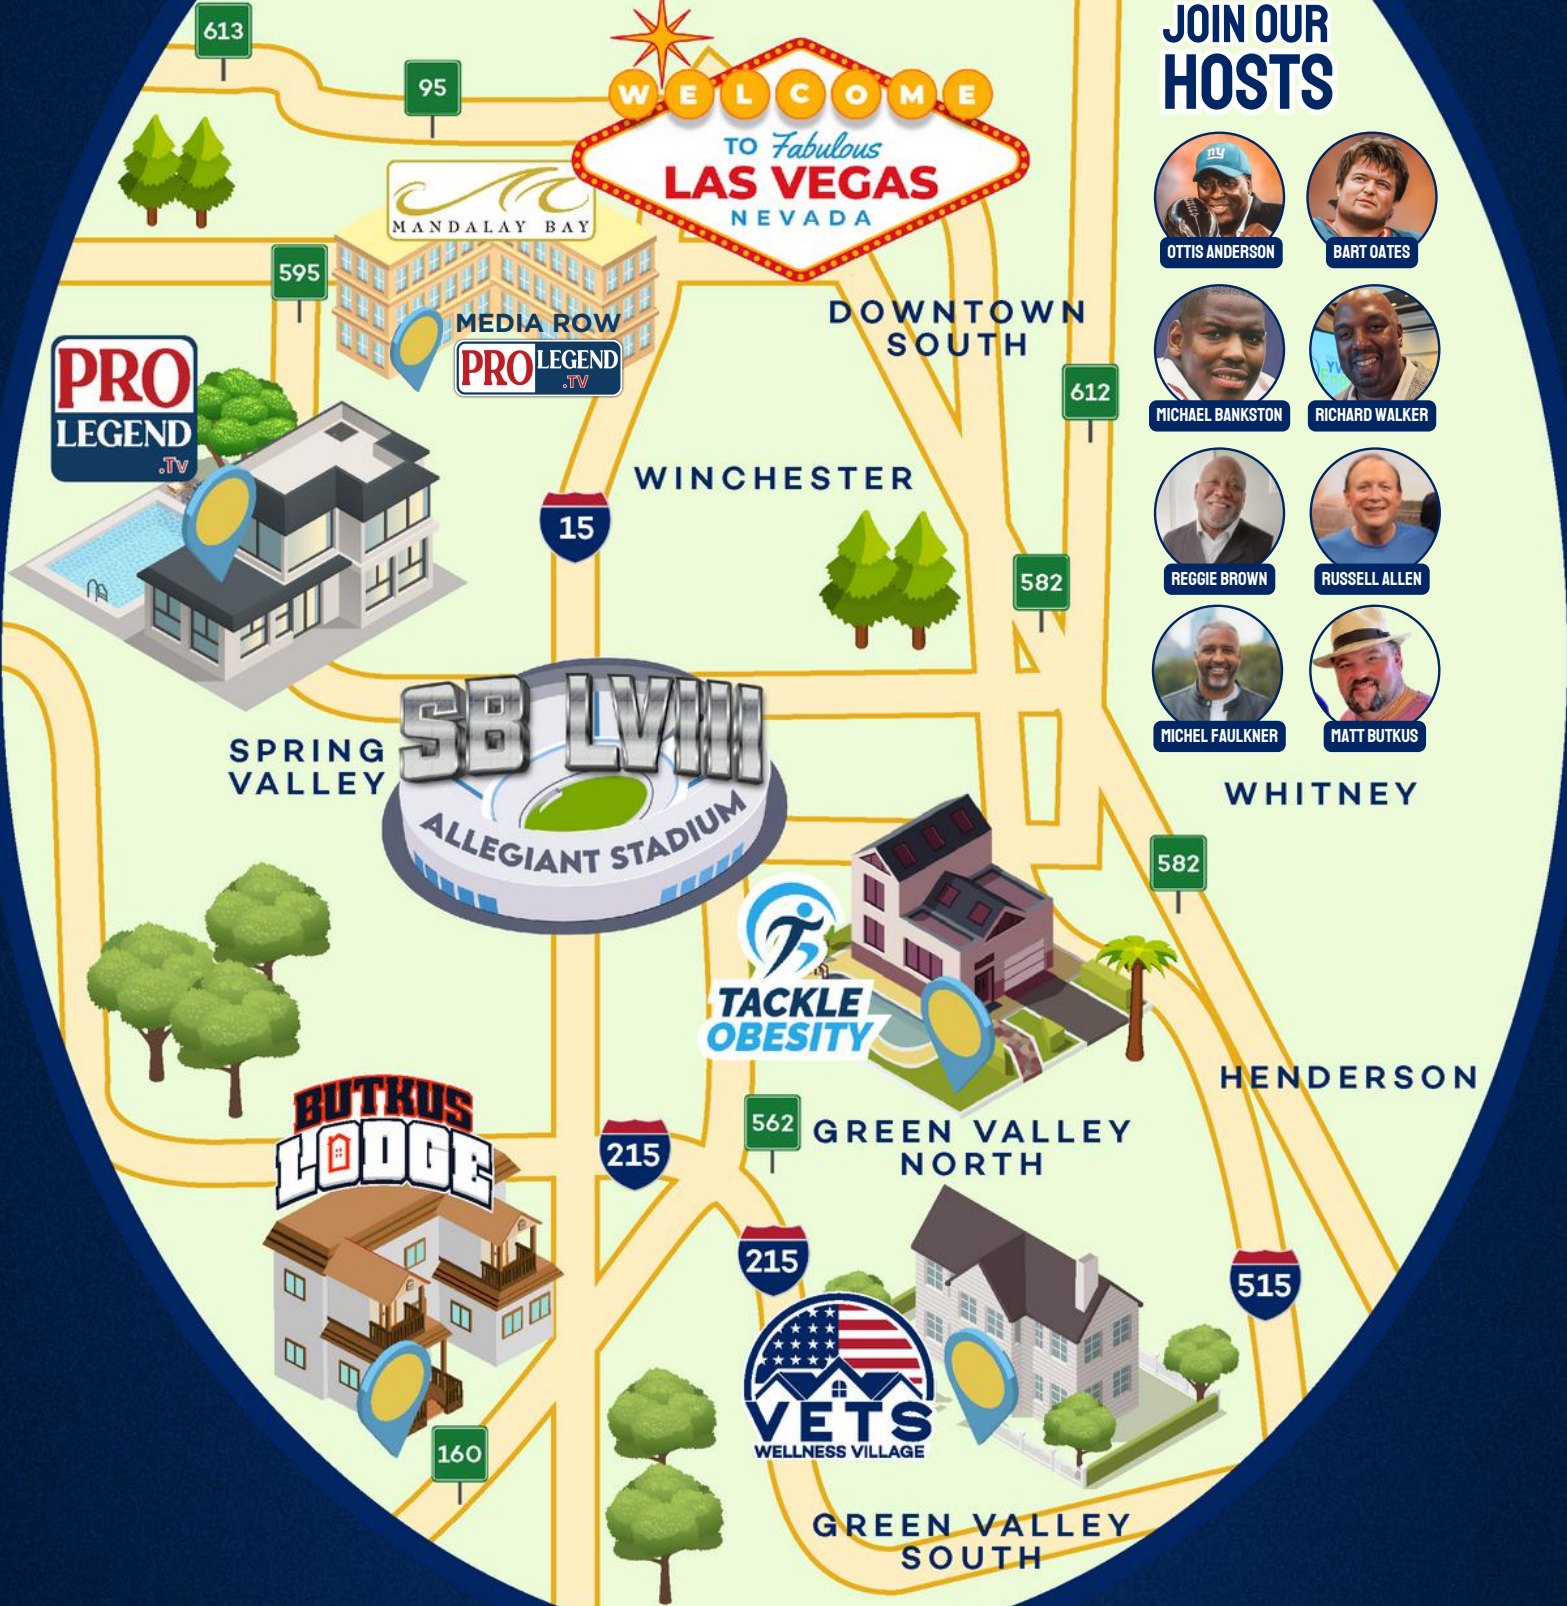 JOIN OUR
HOSTS
613
95
WELCOME
TO Fabulous
LAS VEGAS
NEVADA
MANDALAY BAY
595
MEDIA ROW
PRO LEGEND
.TV
PRO
LEGEND
.Tv
DOWNTOWN
SOUTH
612
WINCHESTER
15
582
ny
OTTIS ANDERSON
BART OATES
MICHAEL BANKSTON
RICHARD WALKER
REGGIE BROWN
RUSSELL ALLEN
MICHEL FAULKNER
MATT BUTKUS
SPRING
VALLEY
SB LVIII
ALLEGIANT STADIUM
WHITNEY
582
TACKLE
OBESITY
HENDERSON
BUTKUS
LODGE
215
562
GREEN VALLEY
NORTH
215
515
VETS
WELLNESS VILLAGE
160
GREEN VALLEY
SOUTH